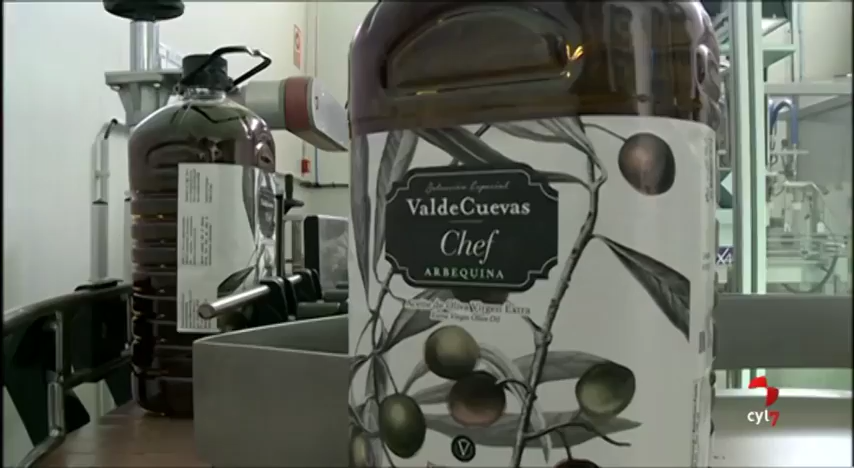 Selección Especial
ValdeCuevas
Chef
ARBEQUINA
Aceite de Oliva Virgen Extra
Extra Virgin Olive Oil
V
cyl7